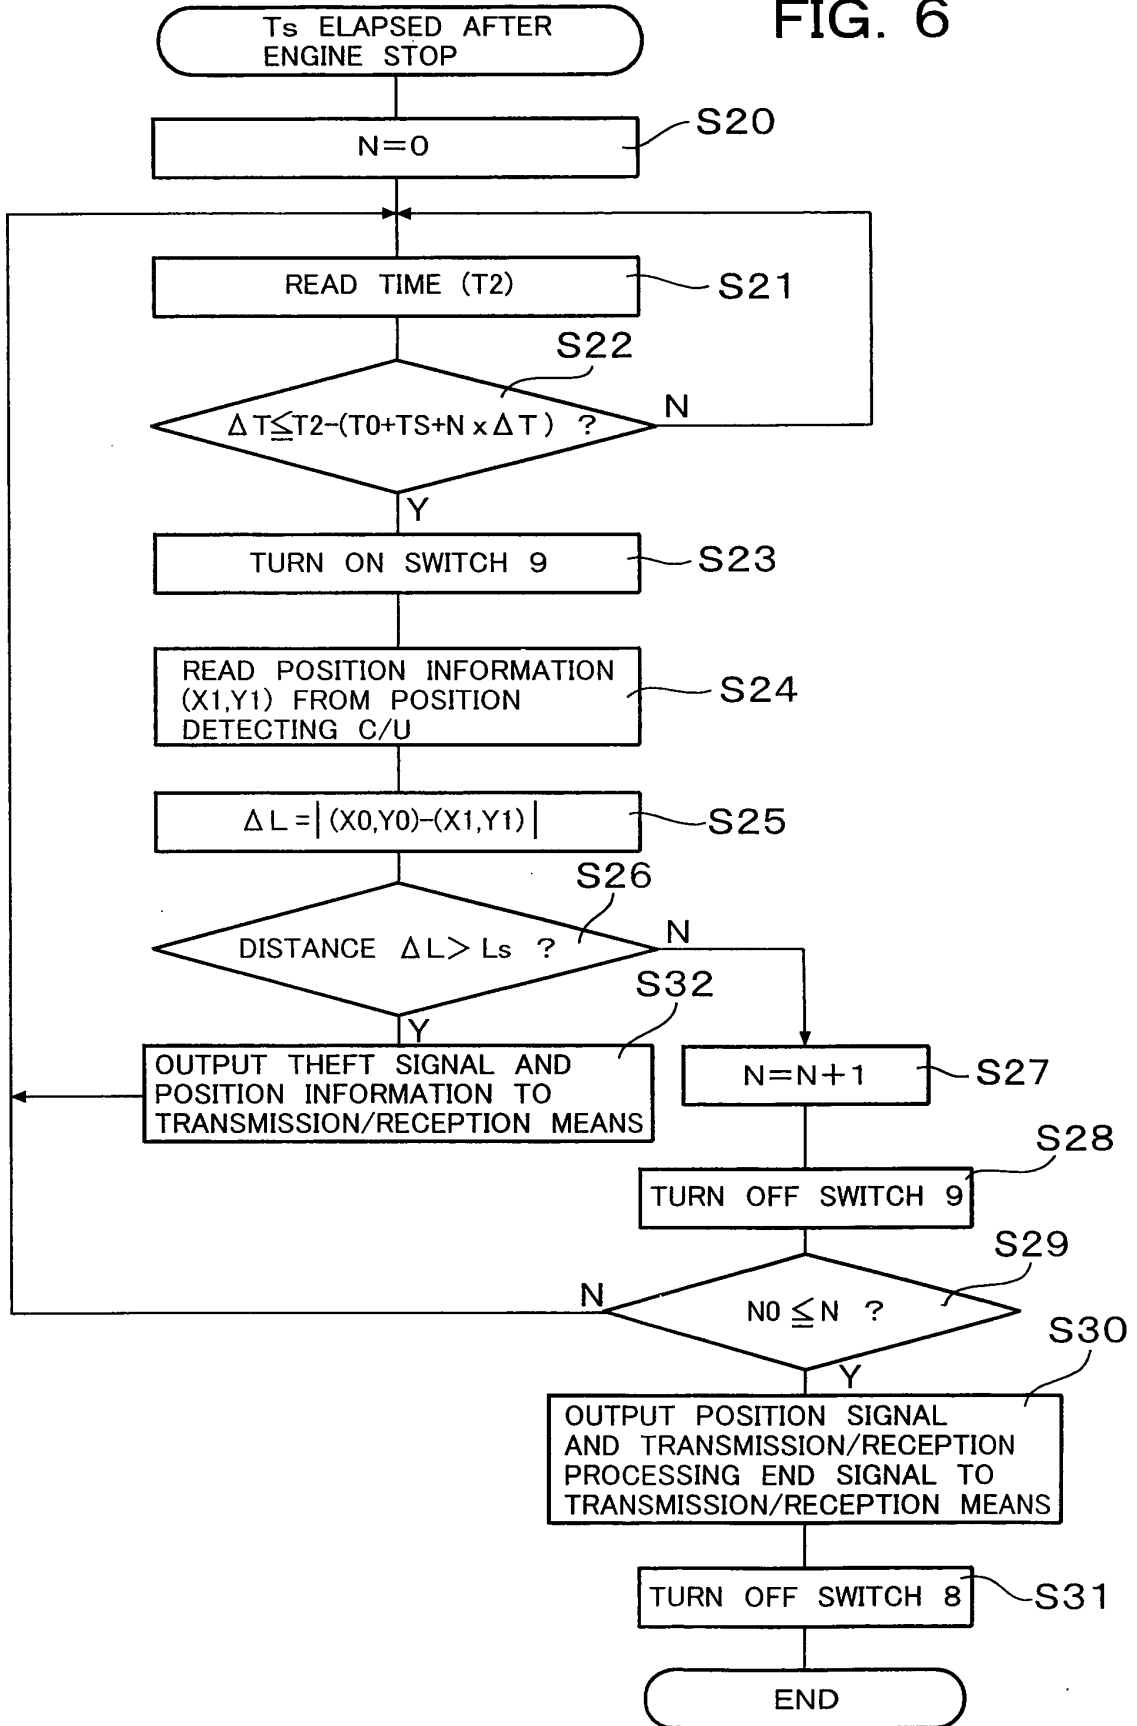 FIG. 6
Ts ELAPSED AFTER
ENGINE STOP
S20
N=0
READ TIME (T2)
S21
S22
ΔT≦T2-(T0+TS+N x ΔT) ?
N
Y
TURN ON SWITCH 9
S23
READ POSITION INFORMATION
(X1,Y1) FROM POSITION
DETECTING C/U
S24
ΔL=|(X0,Y0)-(X1,Y1)|
S25
S26
DISTANCE ΔL> Ls ?
N
Y
S32
OUTPUT THEFT SIGNAL AND
POSITION INFORMATION TO
TRANSMISSION/RECEPTION MEANS
N=N+1
S27
S28
TURN OFF SWITCH 9
S29
N0 ≦ N ?
N
Y
S30
OUTPUT POSITION SIGNAL
AND TRANSMISSION/RECEPTION
PROCESSING END SIGNAL TO
TRANSMISSION/RECEPTION MEANS
TURN OFF SWITCH 8
S31
END